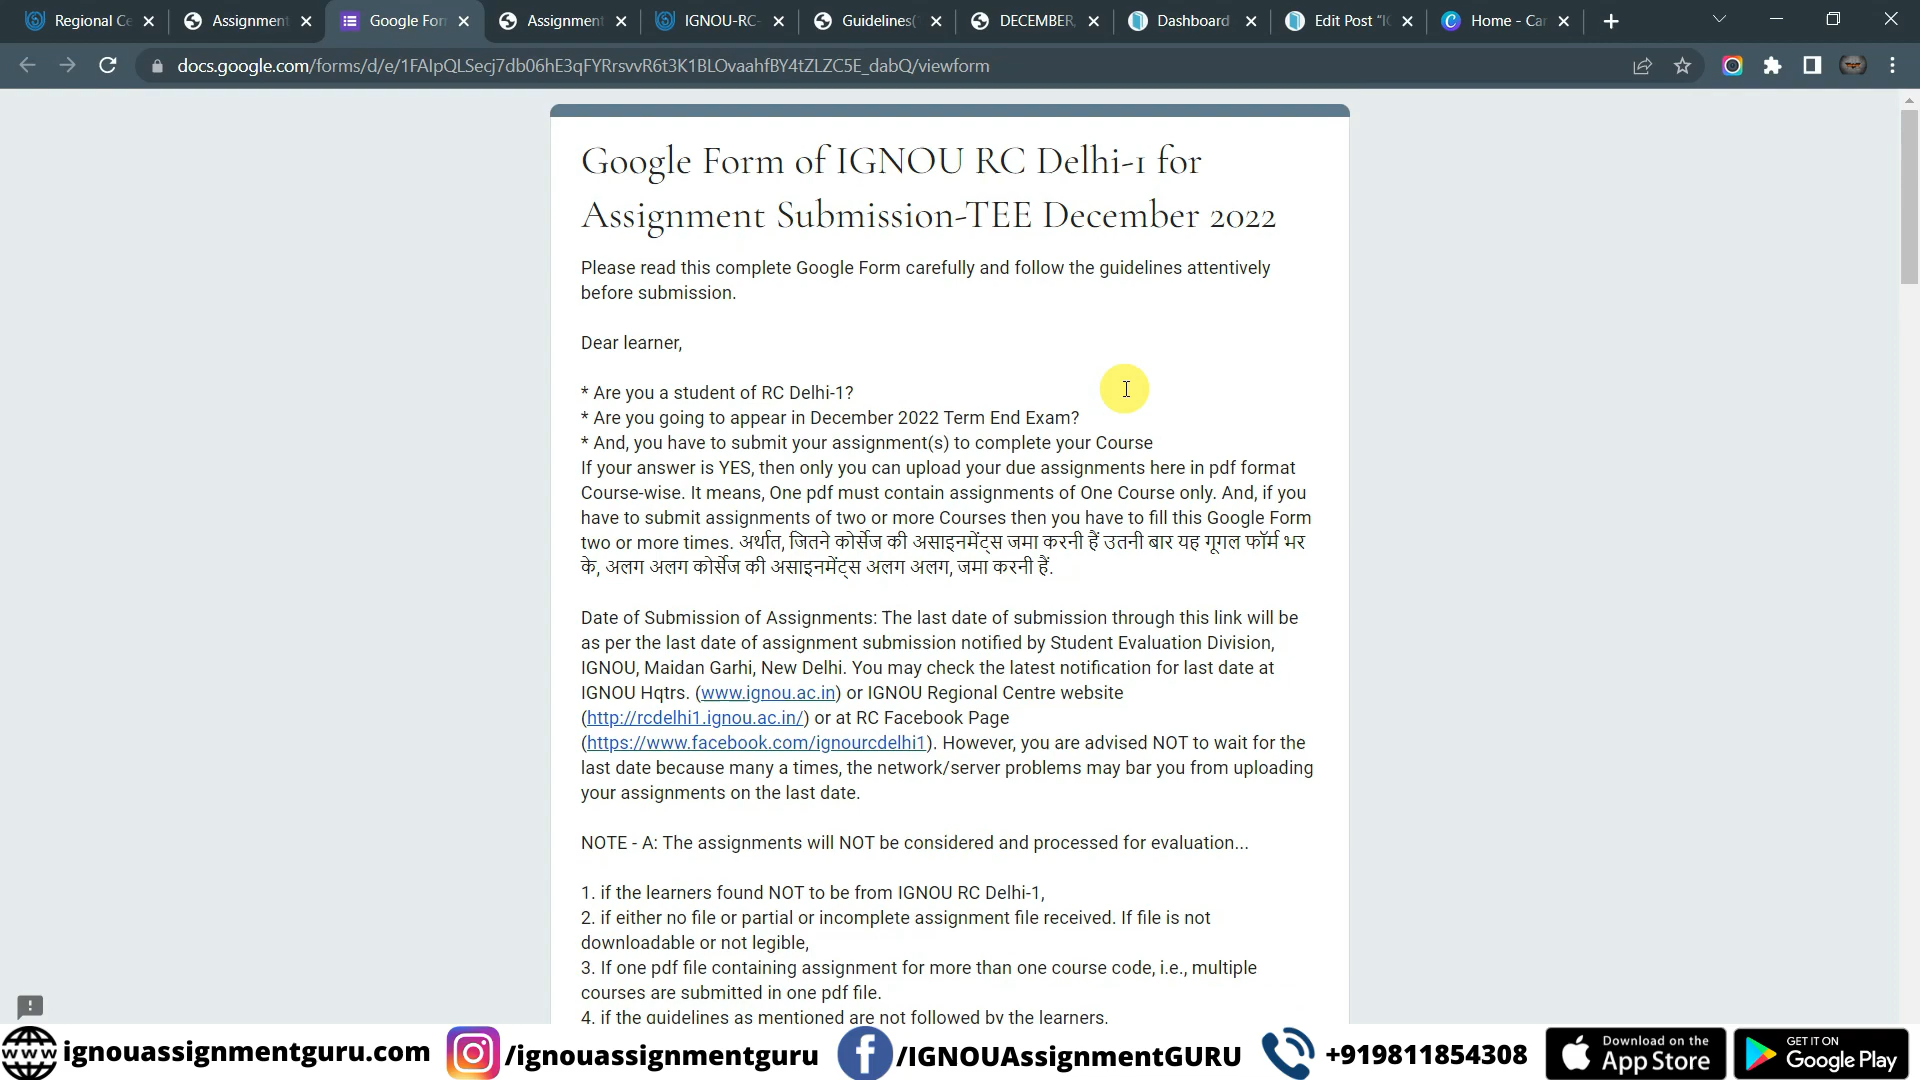 Regional Ce
Assignment
Google For
Assignment
IGNOU-RC-
Guidelines(
DECEMBER,
Dashboard
Edit Post "I
Home - Ca
docs.google.com/forms/d/e/1FAIpQLSecj7db06hE3qFYRrsvvR6t3K1BLOvaahfBY4tZLZC5E_dabQ/viewform
Google Form of IGNOU RC Delhi-1 for
Assignment Submission-TEE December 2022
Please read this complete Google Form carefully and follow the guidelines attentively
before submission.
Dear learner,
* Are you a student of RC Delhi-1?
* Are you going to appear in December 2022 Term End Exam?
* And, you have to submit your assignment(s) to complete your Course
If your answer is YES, then only you can upload your due assignments here in pdf format
Course-wise. It means, One pdf must contain assignments of One Course only. And, if you
have to submit assignments of two or more Courses then you have to fill this Google Form
two or more times. अर्थात, जितने कोर्सेज की असाइनमेंट्स जमा करनी हैं उतनी बार यह गूगल फॉर्म भर
के, अलग अलग कोर्सेज की असाइनमेंट्स अलग अलग, जमा करनी हैं.
Date of Submission of Assignments: The last date of submission through this link will be
as per the last date of assignment submission notified by Student Evaluation Division,
IGNOU, Maidan Garhi, New Delhi. You may check the latest notification for last date at
IGNOU Hqtrs. (www.ignou.ac.in) or IGNOU Regional Centre website
(http://rcdelhi1.ignou.ac.in/) or at RC Facebook Page
(https://www.facebook.com/ignourcdelhi1). However, you are advised NOT to wait for the
last date because many a times, the network/server problems may bar you from uploading
your assignments on the last date.
NOTE - A: The assignments will NOT be considered and processed for evaluation...
1. if the learners found NOT to be from IGNOU RC Delhi-1,
2. if either no file or partial or incomplete assignment file received. If file is not
downloadable or not legible,
3. If one pdf file containing assignment for more than one course code, i.e., multiple
courses are submitted in one pdf file.
4. if the guidelines as mentioned are not followed by the learners.
www ignouassignmentguru.com
/ignouassignmentguru
/IGNOUAssignmentGURU
+919811854308
Download on the
App Store
GET IT ON
Google Play